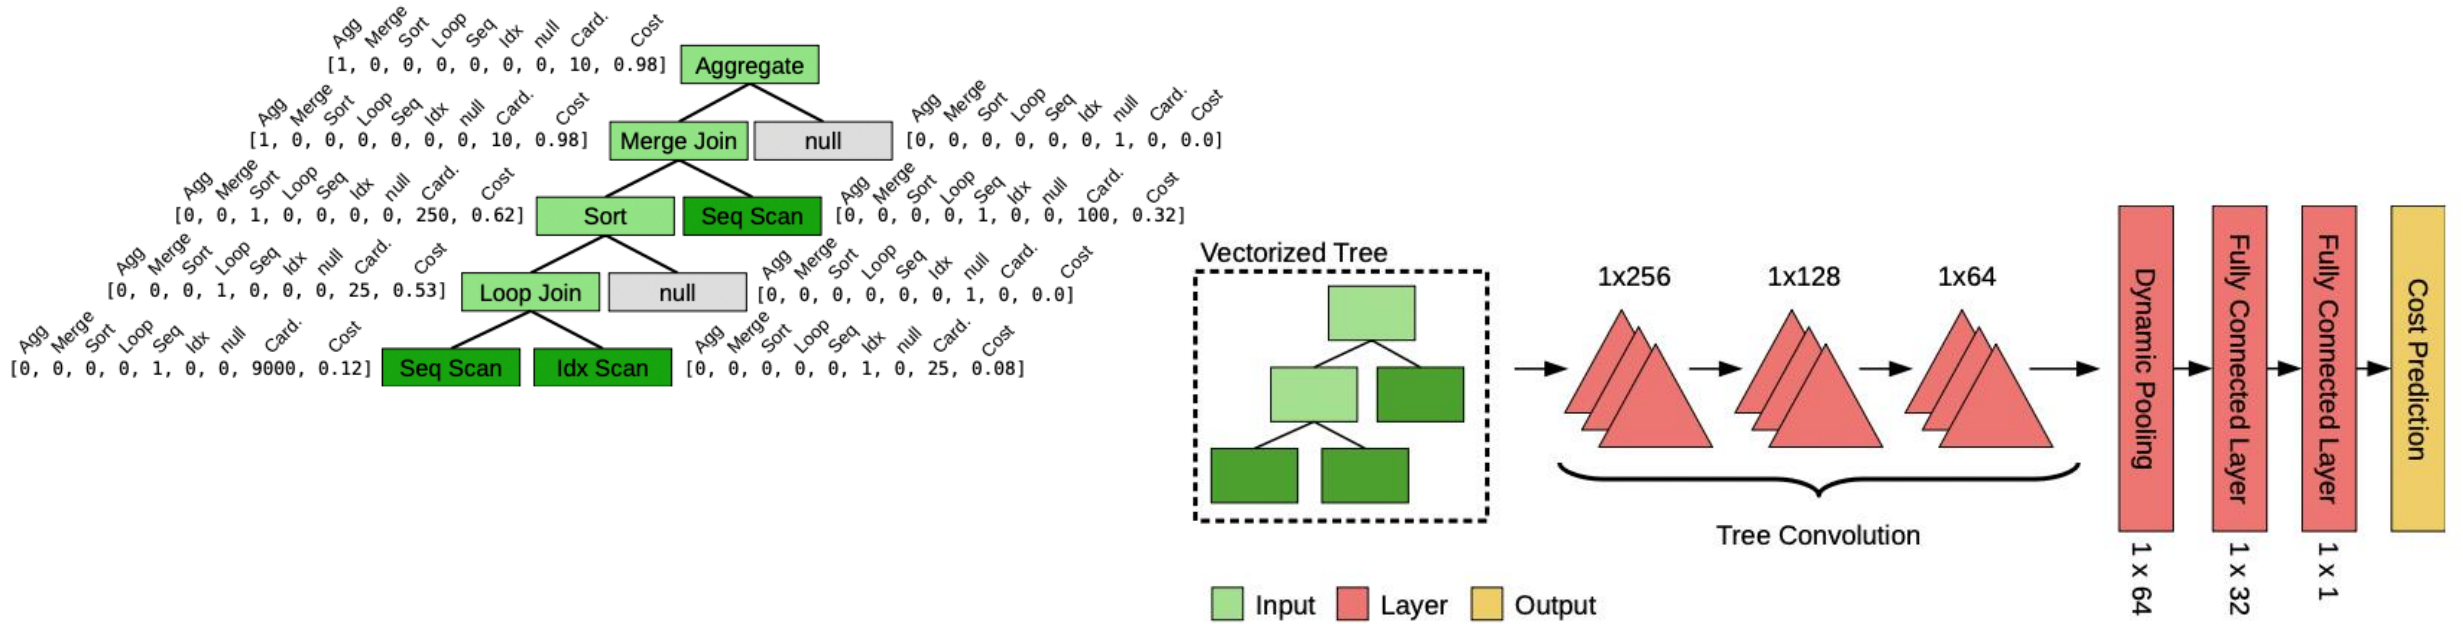 Agg Merge Sort Loop Seq Idx null Card. Cost
[1, 0, 0, 0, 0, 0, 0, 10, 0.98]
Aggregate
Agg Merge Sort Loop Seq Idx null Card. Cost
[1, 0, 0, 0, 0, 0, 0, 10, 0.98]
Merge Join
null
Agg Merge Sort Loop Seq Idx null Card. Cost
[0, 0, 0, 0, 0, 0, 1, 0, 0.0]
Agg Merge Sort Loop Seq Idx null Card. Cost
[0, 0, 1, 0, 0, 0, 0, 250, 0.62]
Sort
Seq Scan
Agg Merge Sort Loop Seq Idx null Card. Cost
[0, 0, 0, 0, 1, 0, 0, 100, 0.32]
Agg Merge Sort Loop Seq Idx null Card. Cost
[0, 0, 0, 1, 0, 0, 0, 25, 0.53]
Loop Join
null
Agg Merge Sort Loop Seq Idx null Card. Cost
[0, 0, 0, 0, 0, 0, 1, 0, 0.0]
Agg Merge Sort Loop Seq Idx null Card. Cost
[0, 0, 0, 0, 1, 0, 0, 9000, 0.12]
Seq Scan
Idx Scan
Agg Merge Sort Loop Seq Idx null Card. Cost
[0, 0, 0, 0, 0, 1, 0, 25, 0.08]
Vectorized Tree
1x256
1x128
1x64
Tree Convolution
Dynamic Pooling
1 x 64
Fully Connected Layer
1 x 32
Fully Connected Layer
1 x 1
Cost Prediction
Input
Layer
Output